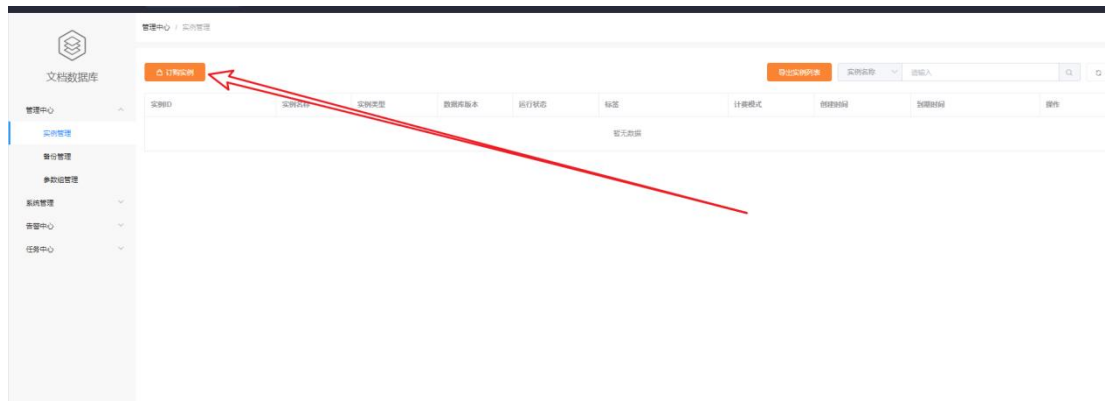 管理中心 / 实例管理
文档数据库
订购实例
导出实例列表 实例名称 请输入
实例ID 实例名称 实例类型 数据库版本 运行状态 标签 计费模式 创建时间 到期时间 操作
暂无数据
管理中心
实例管理
备份管理
参数组管理
系统管理
告警中心
任务中心